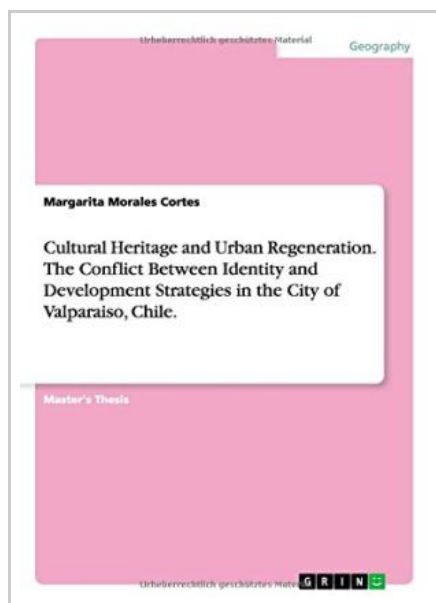 Urheberrechtlich geschütztes Material
Geography
Margarita Morales Cortes
Cultural Heritage and Urban Regeneration.
The Conflict Between Identity and
Development Strategies in the City of
Valparaiso, Chile.
Master's Thesis
Urheberrechtlich geschütztes
GRIN